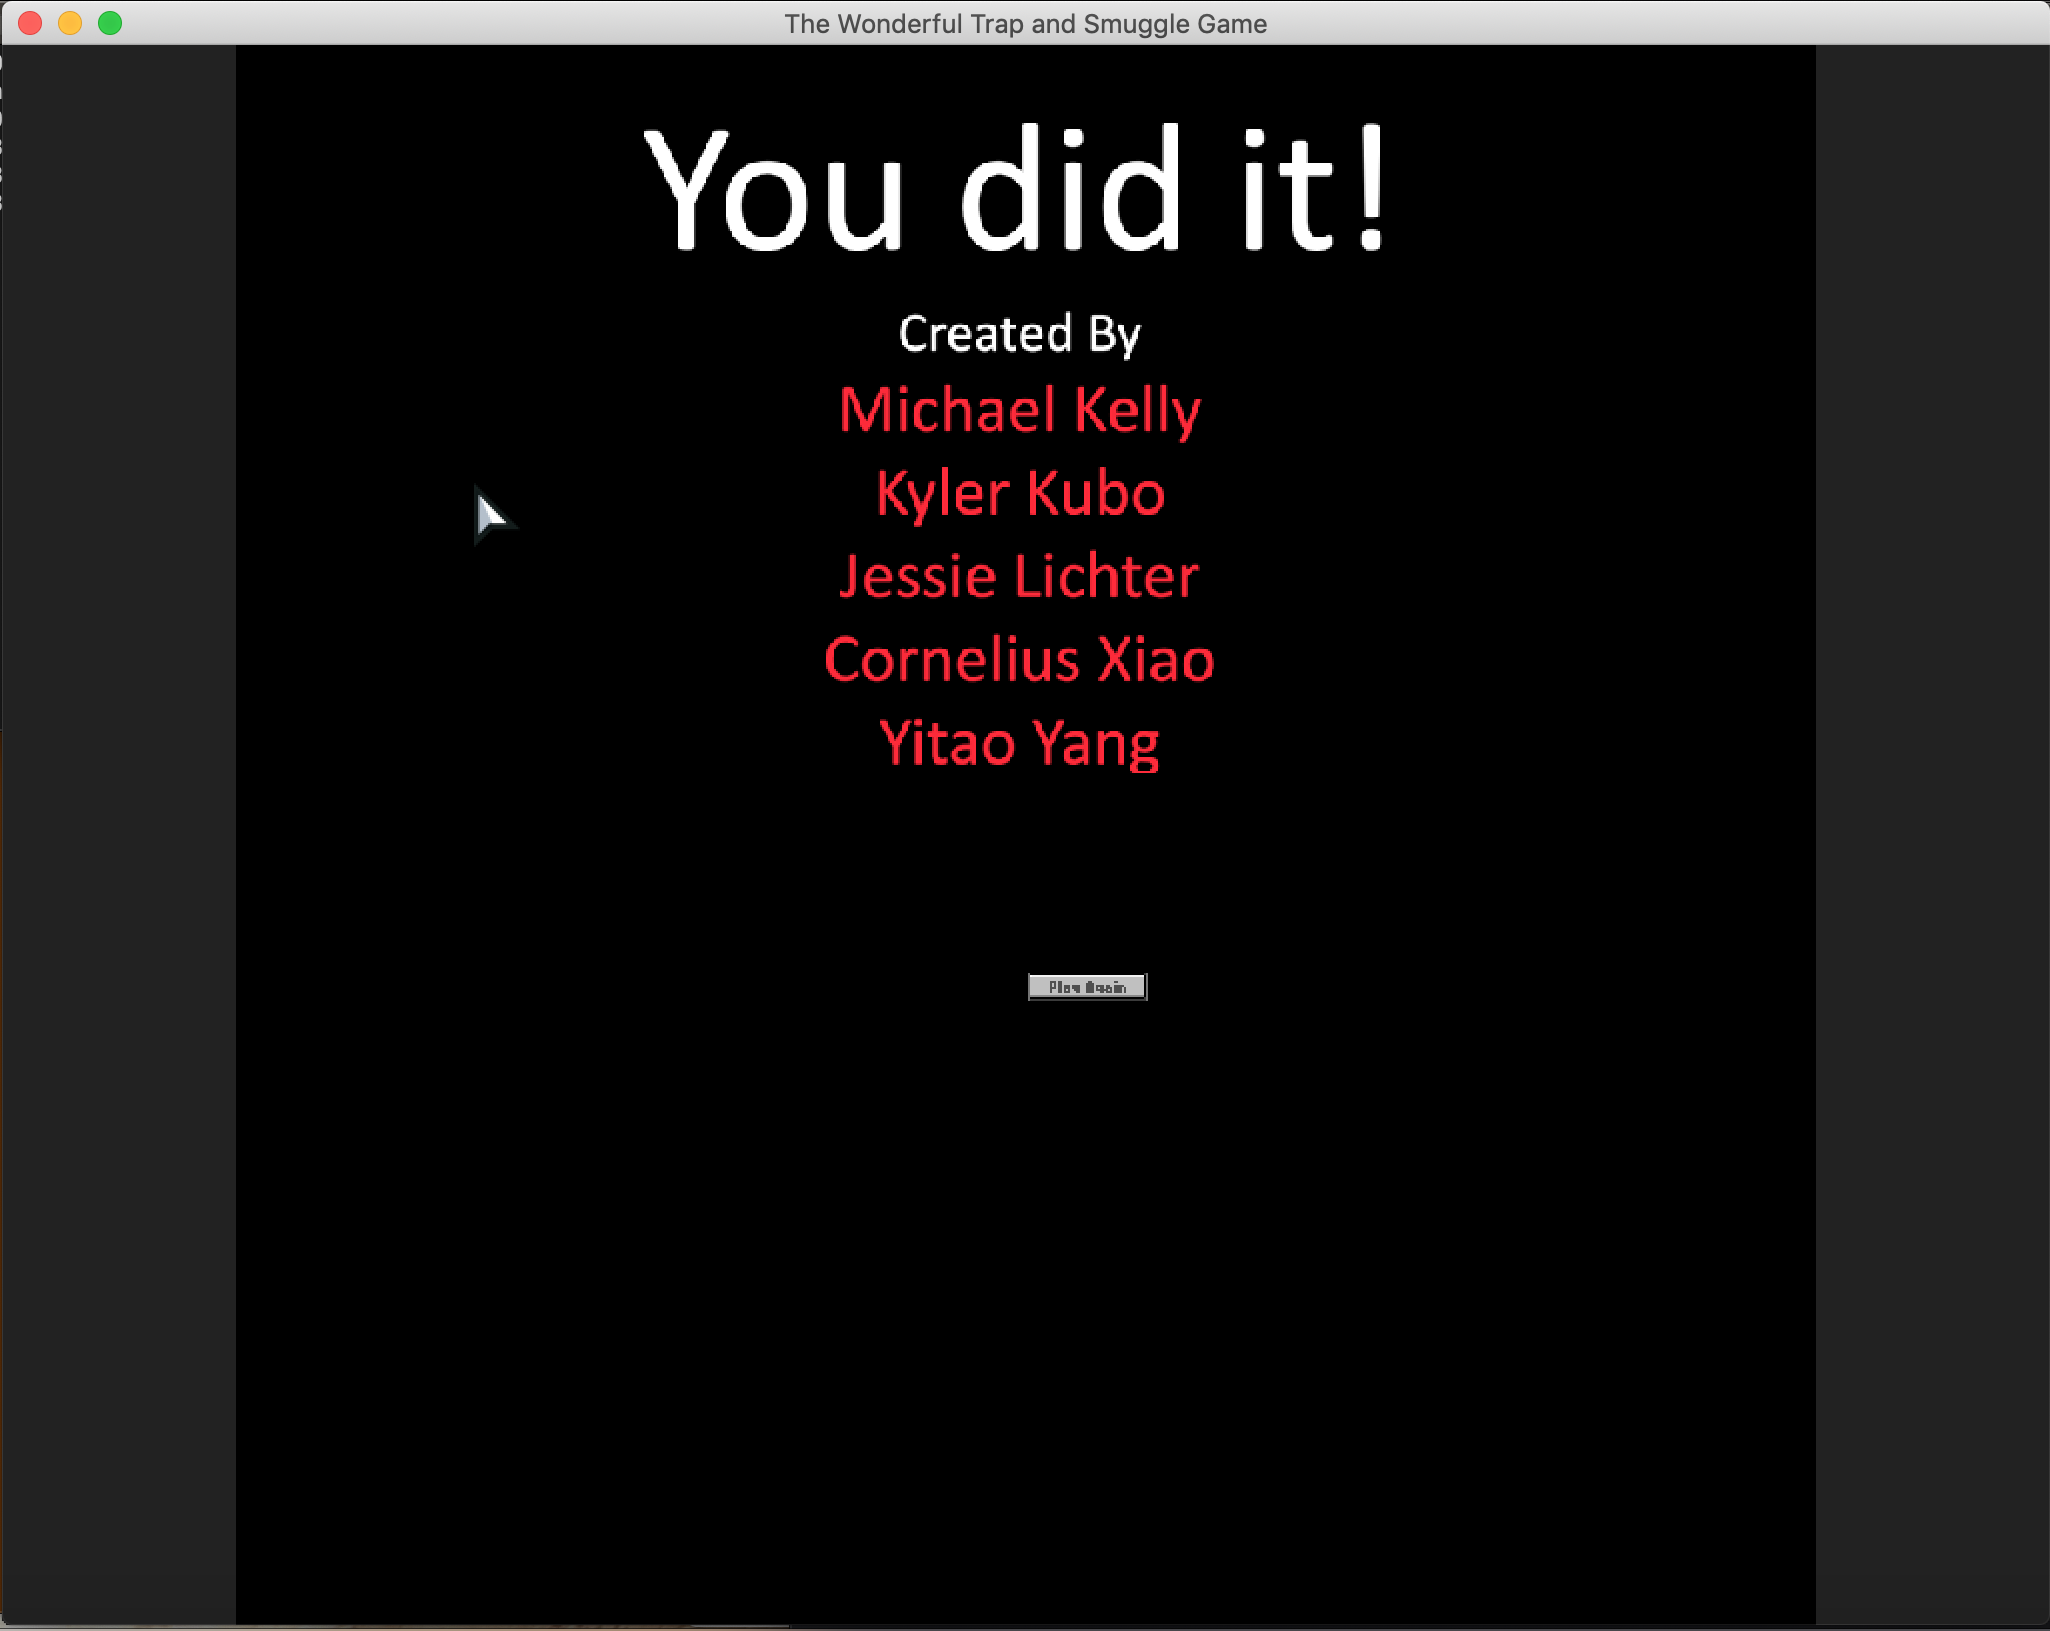 The Wonderful Trap and Smuggle Game
You did it!
Created By
Michael Kelly
Kyler Kubo
Jessie Lichter
Cornelius Xiao
Yitao Yang
Play Again